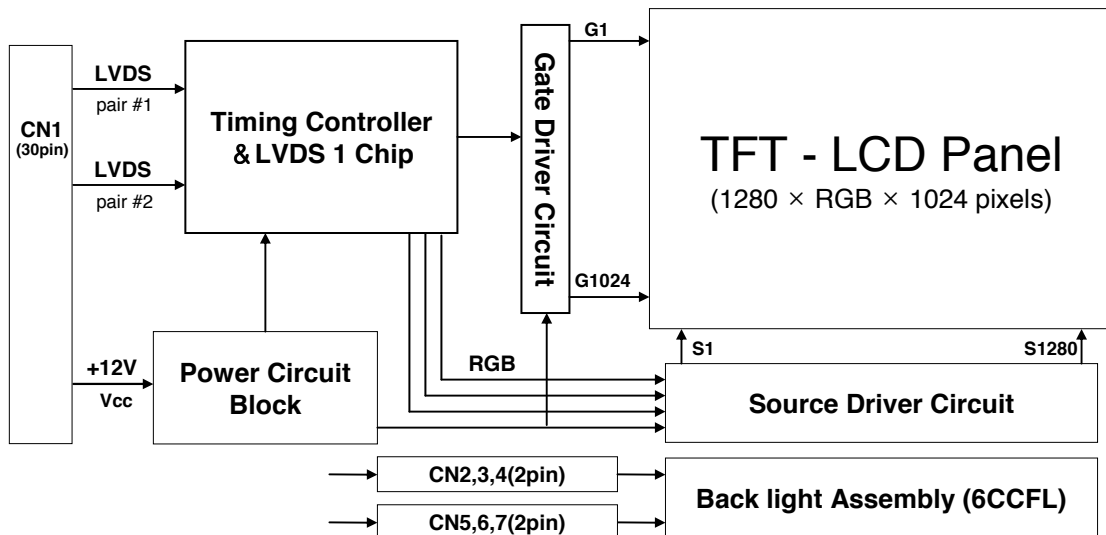 CN1
(30pin)
LVDS
pair #1
LVDS
pair #2
+12V
Vcc
Timing Controller
& LVDS 1 Chip
Power Circuit
Block
Gate Driver Circuit
G1
G1024
RGB
TFT - LCD Panel
(1280 × RGB × 1024 pixels)
S1
S1280
Source Driver Circuit
CN2,3,4(2pin)
CN5,6,7(2pin)
Back light Assembly (6CCFL)